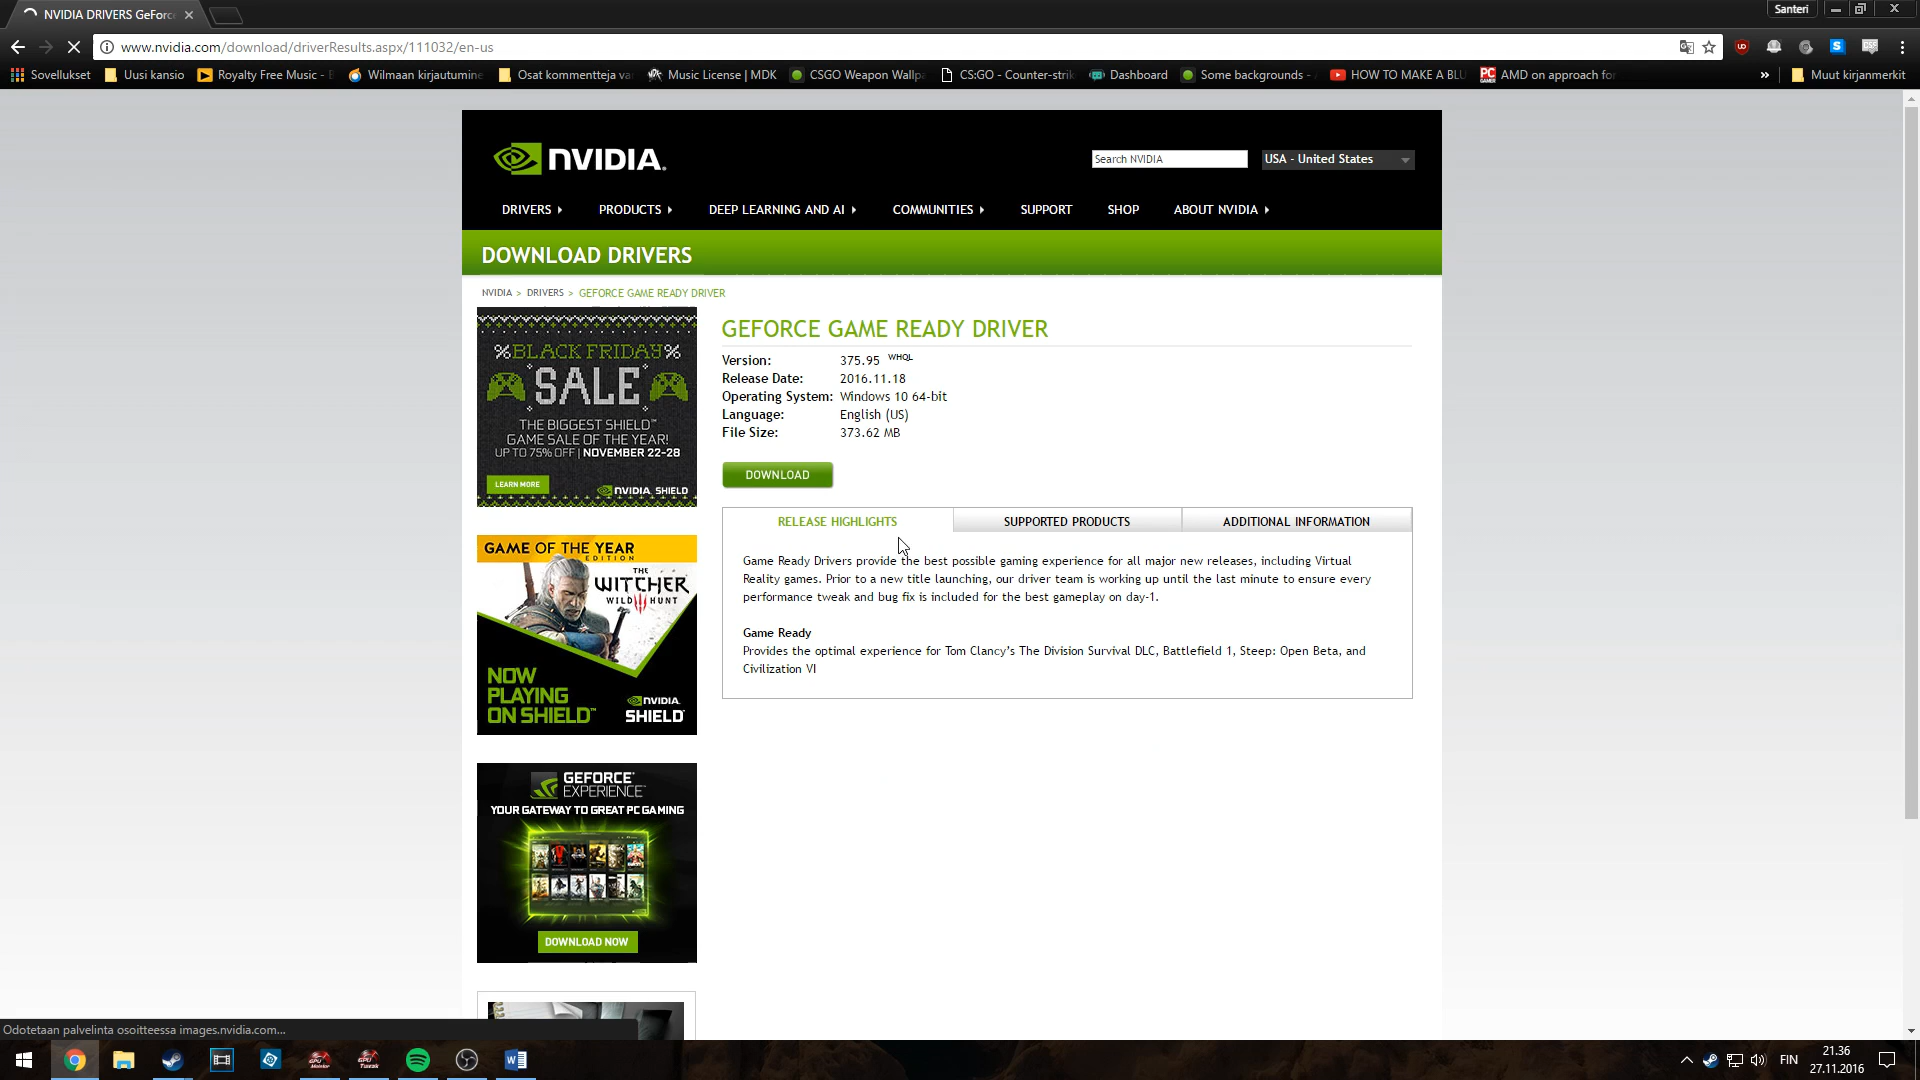 NVIDIA DRIVERS GeForc
Santeri
www.nvidia.com/download/driverResults.aspx/111032/en-us
Sovellukset
Uusi kansio
Royalty Free Music -
Wilmaan kirjautumine
Osat kommentteja va
Music License | MDK
CSGO Weapon Wallpa
CS:GO - Counter-strik
Dashboard
Some backgrounds -
HOW TO MAKE A BLU
AMD on approach for
»
Muut kirjanmerkit
NVIDIA.
Search NVIDIA
USA - United States
DRIVERS
PRODUCTS
DEEP LEARNING AND AI
COMMUNITIES
SUPPORT
SHOP
ABOUT NVIDIA
DOWNLOAD DRIVERS
NVIDIA > DRIVERS > GEFORCE GAME READY DRIVER
%BLACK FRIDAY%
SALE
THE BIGGEST SHIELD™
GAME SALE OF THE YEAR!
UP TO 75% OFF | NOVEMBER 22-28
LEARN MORE
NVIDIA. SHIELD
GEFORCE GAME READY DRIVER
Version: 375.95 WHQL
Release Date: 2016.11.18
Operating System: Windows 10 64-bit
Language: English (US)
File Size: 373.62 MB
DOWNLOAD
RELEASE HIGHLIGHTS
SUPPORTED PRODUCTS
ADDITIONAL INFORMATION
Game Ready Drivers provide the best possible gaming experience for all major new releases, including Virtual
Reality games. Prior to a new title launching, our driver team is working up until the last minute to ensure every
performance tweak and bug fix is included for the best gameplay on day-1.
Game Ready
Provides the optimal experience for Tom Clancy's The Division Survival DLC, Battlefield 1, Steep: Open Beta, and
Civilization VI
GAME OF THE YEAR
EDITION
THE
WITCHER
WILD HUNT
NOW
PLAYING
ON SHIELD™
NVIDIA.
SHIELD
GEFORCE
EXPERIENCE™
YOUR GATEWAY TO GREAT PC GAMING
DOWNLOAD NOW
Odotetaan palvelinta osoitteessa images.nvidia.com...
FIN
21.36
27.11.2016